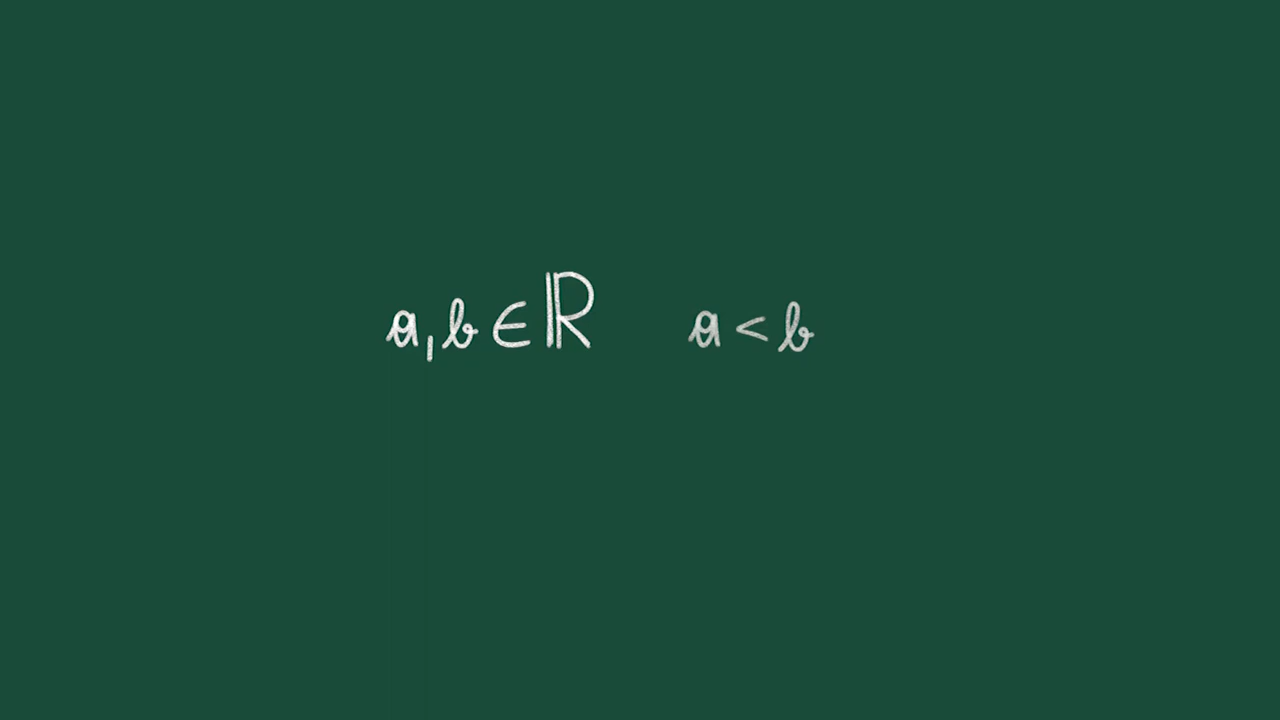 a, b ∈ ℝ a < b